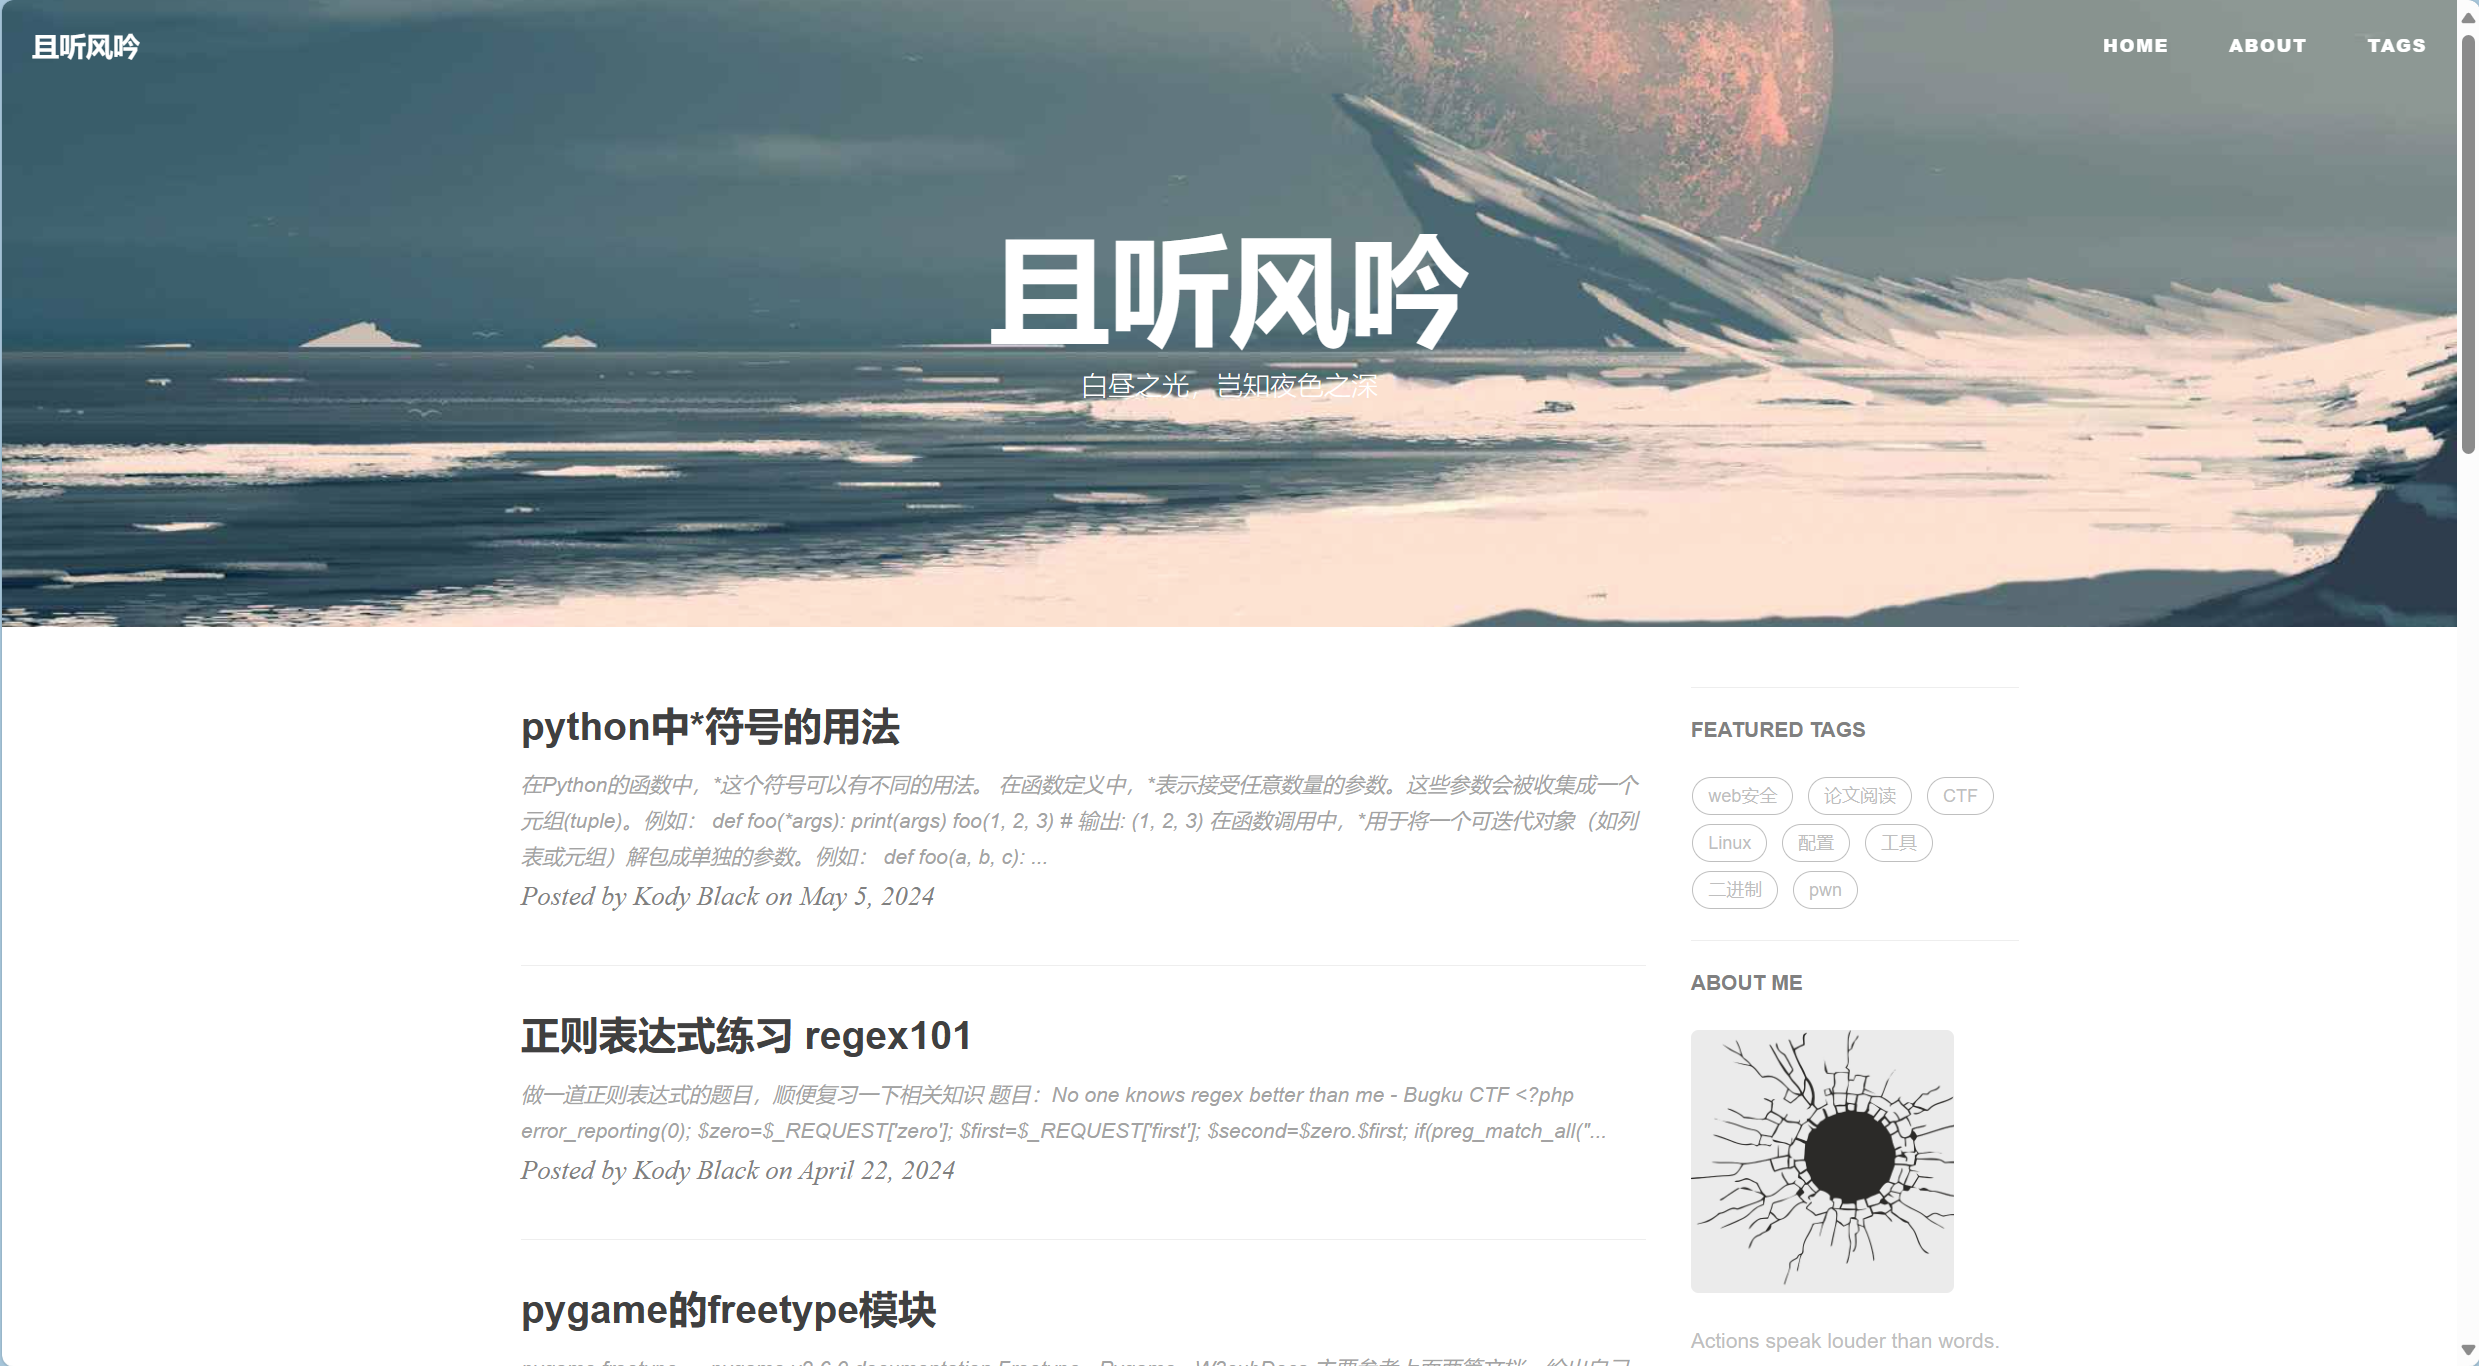 且听风吟
HOME ABOUT TAGS
且听风吟
白昼之光，岂知夜色之深
python中*符号的用法
在Python的函数中，*这个符号可以有不同的用法。 在函数定义中，*表示接受任意数量的参数。这些参数会被收集成一个
元组(tuple)。例如： def foo(*args): print(args) foo(1, 2, 3) # 输出: (1, 2, 3) 在函数调用中，*用于将一个可迭代对象（如列
表或元组）解包成单独的参数。例如： def foo(a, b, c): ...
Posted by Kody Black on May 5, 2024
正则表达式练习 regex101
做一道正则表达式的题目，顺便复习一下相关知识 题目：No one knows regex better than me - Bugku CTF <?php
error_reporting(0); $zero=$_REQUEST['zero']; $first=$_REQUEST['first']; $second=$zero.$first; if(preg_match_all("...
Posted by Kody Black on April 22, 2024
pygame的freetype模块
FEATURED TAGS
web安全 论文阅读 CTF
Linux 配置 工具
二进制 pwn
ABOUT ME
Actions speak louder than words.